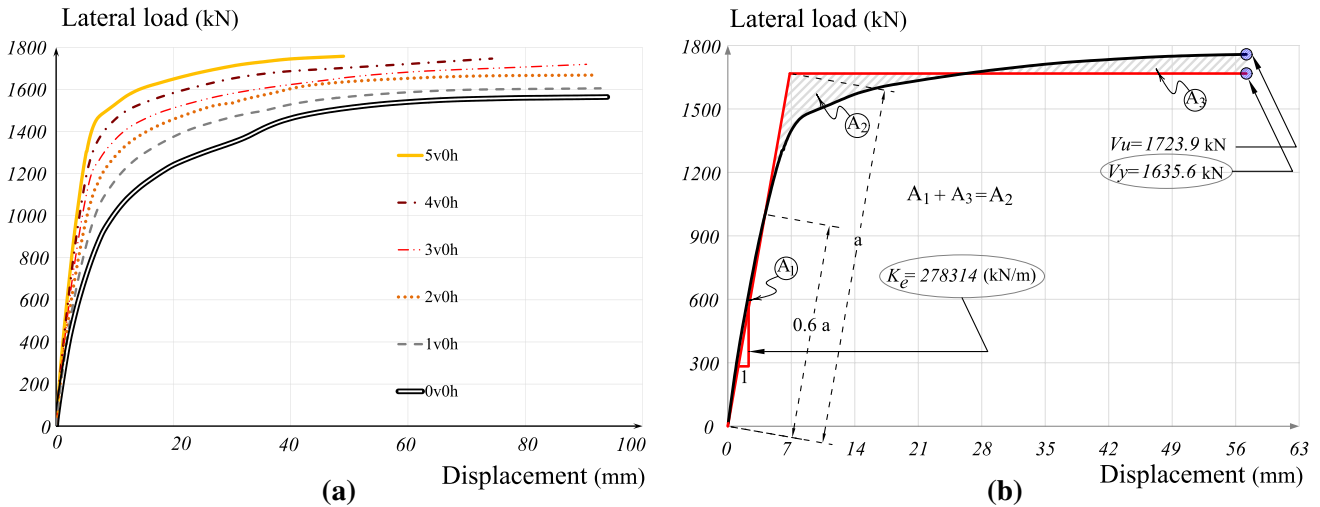 Lateral load (kN)
1800
1600
1400
1200
1000
800
600
400
200
0
0
20
40
60
80
100
5v0h
4v0h
3v0h
2v0h
1v0h
0v0h
Displacement (mm)
(a)
Lateral load (kN)
1800
1500
1200
900
600
300
0
0
7
14
21
28
35
42
49
56
63
A2
A3
Vu=1723.9 kN
Vy=1635.6 kN
A1 + A3 = A2
a
A1
Ke=278314 (kN/m)
0.6 a
1
Displacement (mm)
(b)